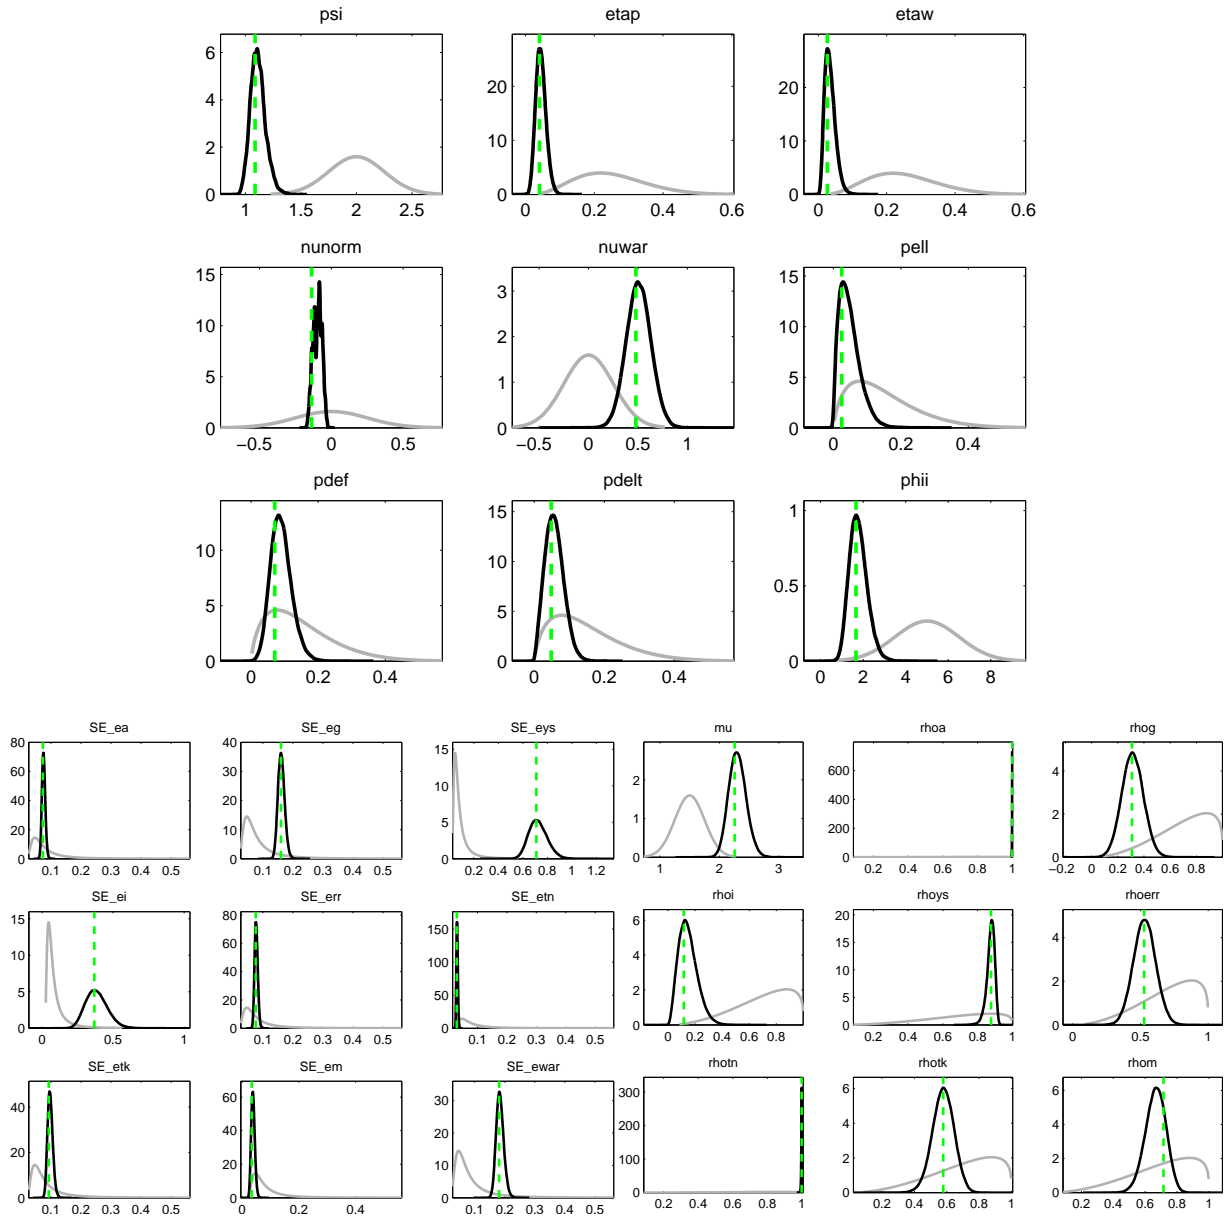 psi etap etaw
6 4 2 0
20 10 0
20 10 0
1 1.5 2 2.5
0 0.2 0.4 0.6
0 0.2 0.4 0.6
nunorm nuwar pell
15 10 5 0
3 2 1 0
15 10 5 0
−0.5 0 0.5
−0.5 0 0.5 1
0 0.2 0.4
pdef pdelt phii
10 5 0
15 10 5 0
1 0.5 0
0 0.2 0.4
0 0.2 0.4
0 2 4 6 8
SE_ea SE_eg SE_eys mu rhoa rhog
80 60 40 20 0
40 30 20 10 0
15 10 5 0
2 1 0
800 600 400 200 0
4 2 0
0.1 0.2 0.3 0.4 0.5
0.1 0.2 0.3 0.4 0.5
0.2 0.4 0.6 0.8 1 1.2
1 2 3
0.2 0.4 0.6 0.8 1
−0.2 0 0.2 0.4 0.6 0.8
SE_ei SE_err SE_etn rhoi rhoys rhoerr
15 10 5 0
80 60 40 20 0
150 100 50 0
6 4 2 0
20 15 10 5 0
4 2 0
0 0.5 1
0.1 0.2 0.3 0.4 0.5
0.1 0.2 0.3 0.4 0.5
0 0.2 0.4 0.6 0.8
0.2 0.4 0.6 0.8 1
0 0.5 1
SE_etk SE_em SE_ewar rhotn rhotk rhom
40 20 0
60 40 20 0
30 20 10 0
300 200 100 0
6 4 2 0
6 4 2 0
0.1 0.2 0.3 0.4 0.5
0.2 0.4
0.1 0.2 0.3 0.4 0.5
0.2 0.4 0.6 0.8 1
0.2 0.4 0.6 0.8 1
0.2 0.4 0.6 0.8 1